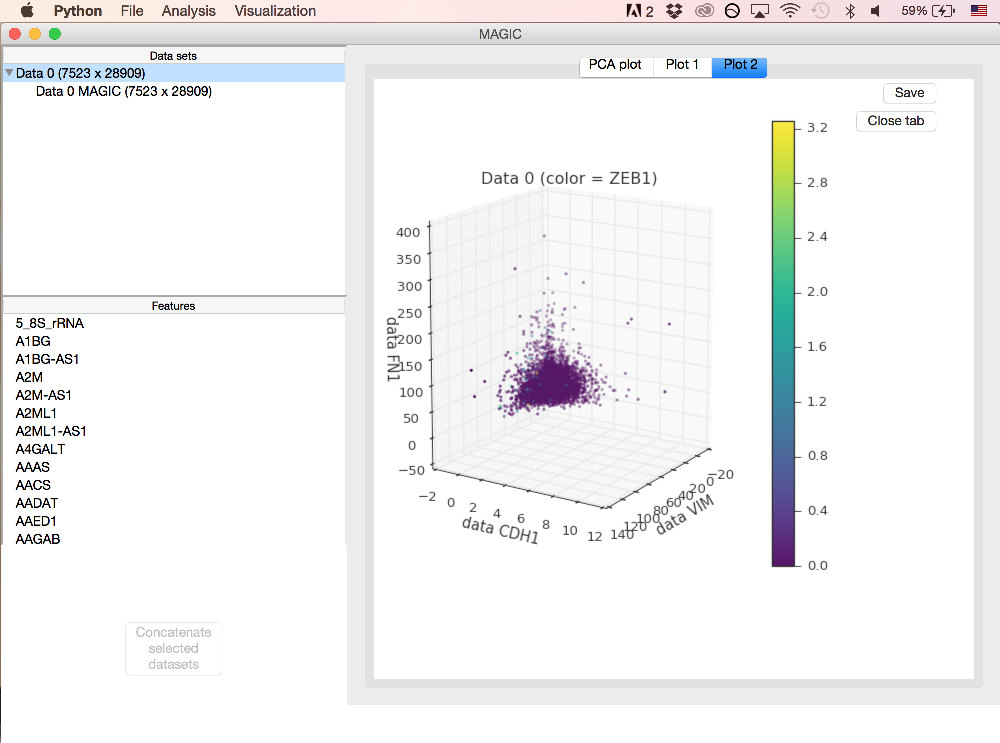 Python File Analysis Visualization 2 59%
MAGIC
Data sets
Data 0 (7523 x 28909)
Data 0 MAGIC (7523 x 28909)
Features
5_8S_rRNA
A1BG
A1BG-AS1
A2M
A2M-AS1
A2ML1
A2ML1-AS1
A4GALT
AAAS
AACS
AADAT
AAED1
AAGAB
Concatenate
selected
datasets
PCA plot Plot 1 Plot 2
Save
Close tab
Data 0 (color = ZEB1)
400
350
300
250
200
150
100
50
0
−50
data FN1
−2 0 2 4 6 8 10 12
data CDH1
140 120 100 80 60 40 20 0 −20
data VIM
3.2
2.8
2.4
2.0
1.6
1.2
0.8
0.4
0.0